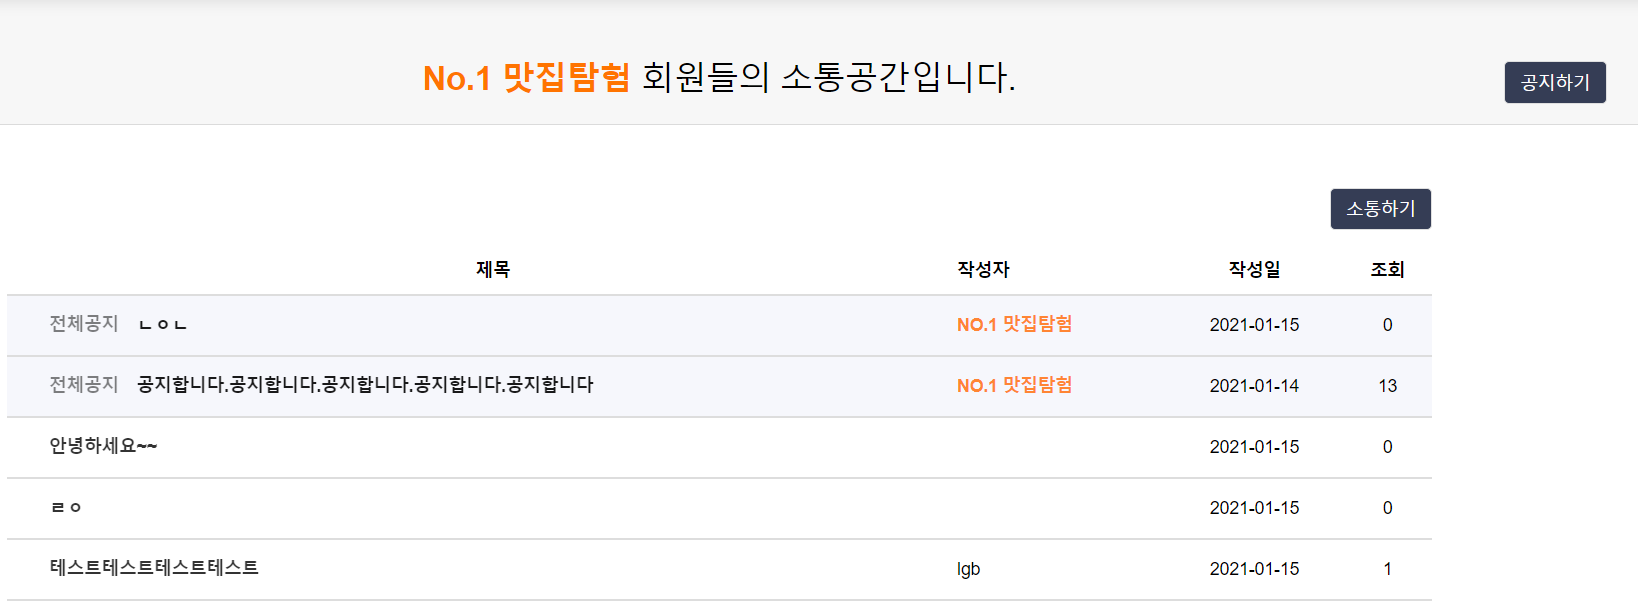 No.1 맛집탐험 회원들의 소통공간입니다.
공지하기
소통하기
제목 작성자 작성일 조회
전체공지 ㄴㅇㄴ NO.1 맛집탐험 2021-01-15 0
전체공지 공지합니다.공지합니다.공지합니다.공지합니다.공지합니다 NO.1 맛집탐험 2021-01-14 13
안녕하세요~~ 2021-01-15 0
ㄹㅇ 2021-01-15 0
테스트테스트테스트테스트 lgb 2021-01-15 1